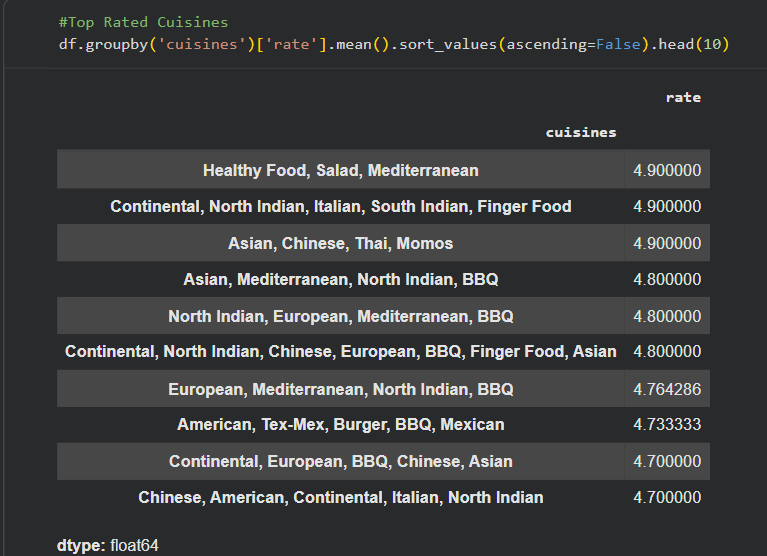 #Top Rated Cuisines
df.groupby('cuisines')['rate'].mean().sort_values(ascending=False).head(10)
rate
cuisines
Healthy Food, Salad, Mediterranean 4.900000
Continental, North Indian, Italian, South Indian, Finger Food 4.900000
Asian, Chinese, Thai, Momos 4.900000
Asian, Mediterranean, North Indian, BBQ 4.800000
North Indian, European, Mediterranean, BBQ 4.800000
Continental, North Indian, Chinese, European, BBQ, Finger Food, Asian 4.800000
European, Mediterranean, North Indian, BBQ 4.764286
American, Tex-Mex, Burger, BBQ, Mexican 4.733333
Continental, European, BBQ, Chinese, Asian 4.700000
Chinese, American, Continental, Italian, North Indian 4.700000
dtype: float64